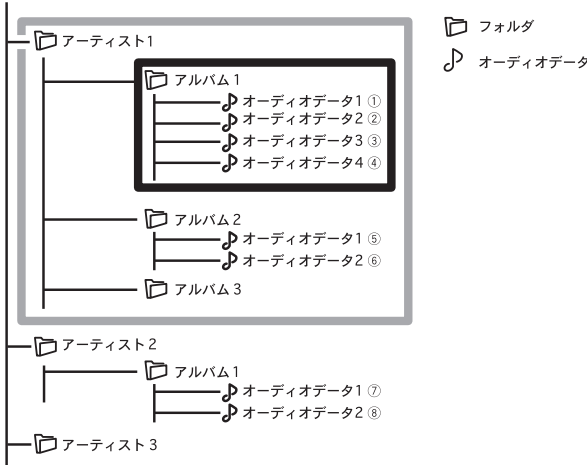 アーティスト1
アルバム1
オーディオデータ1 ①
オーディオデータ2 ②
オーディオデータ3 ③
オーディオデータ4 ④
アルバム2
オーディオデータ1 ⑤
オーディオデータ2 ⑥
アルバム3
アーティスト2
アルバム1
オーディオデータ1 ⑦
オーディオデータ2 ⑧
アーティスト3
フォルダ
オーディオデータ